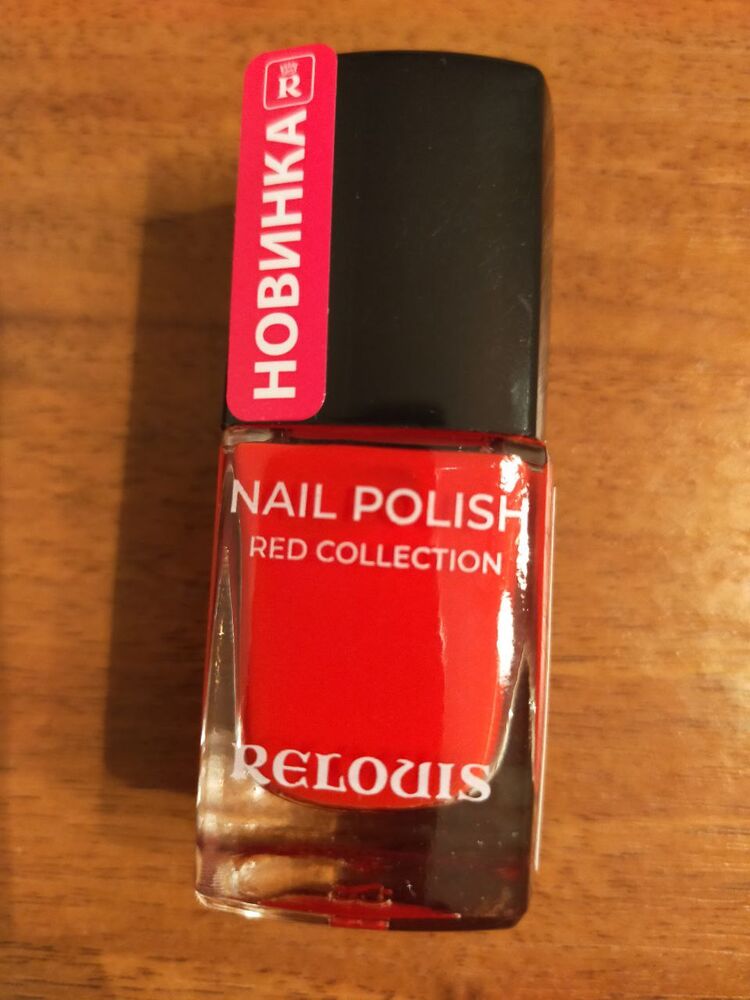 R
НОВИНКА
NAIL POLISH
RED COLLECTION
RELOUIS